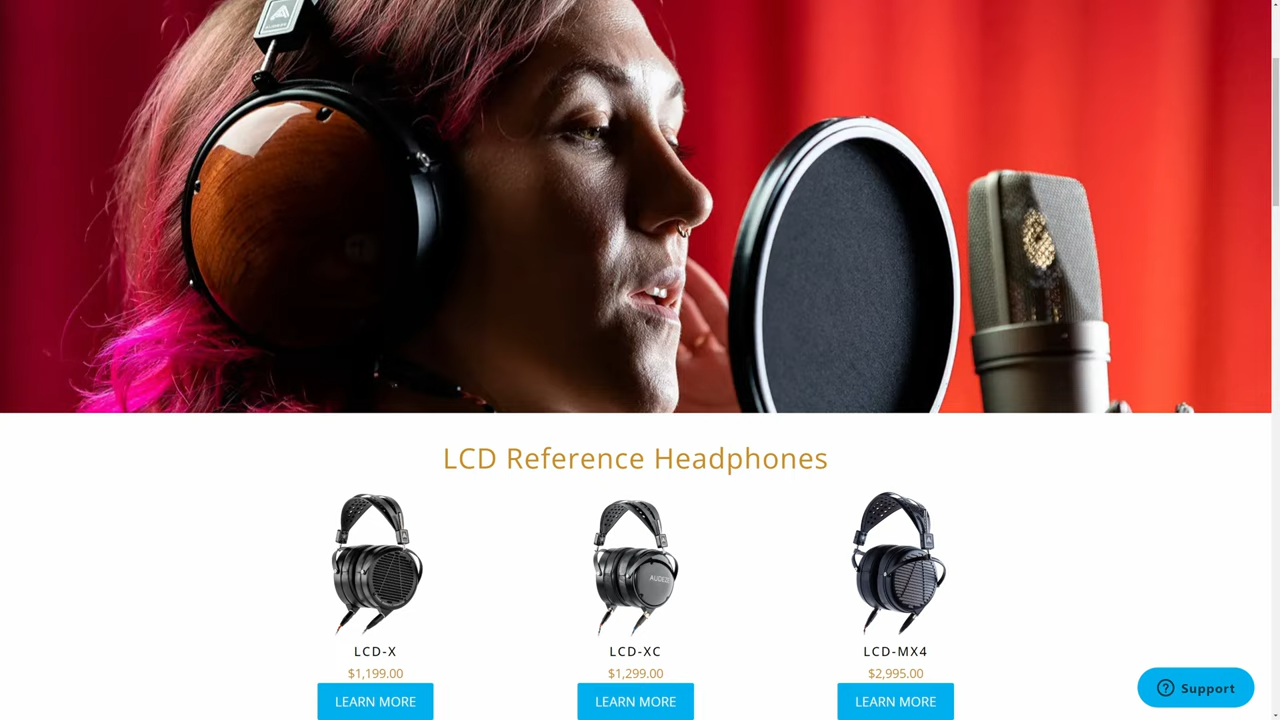 LCD Reference Headphones
AUDEZE
LCD-X
LCD-XC
LCD-MX4
$1,199.00
$1,299.00
$2,995.00
LEARN MORE
LEARN MORE
LEARN MORE
Support